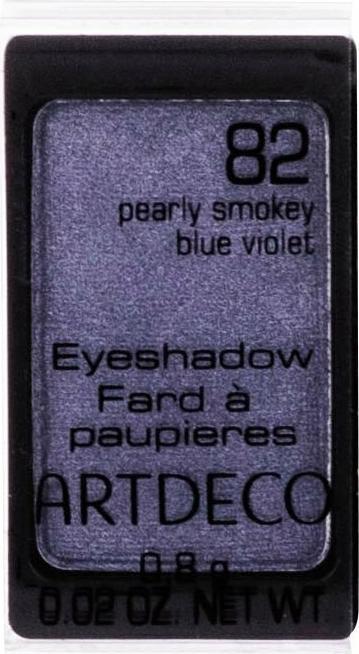 82
pearly smokey
blue violet
Eyeshadow
Fard à
paupieres
ARTDECO
0.8 g
0.02 OZ. NET WT.